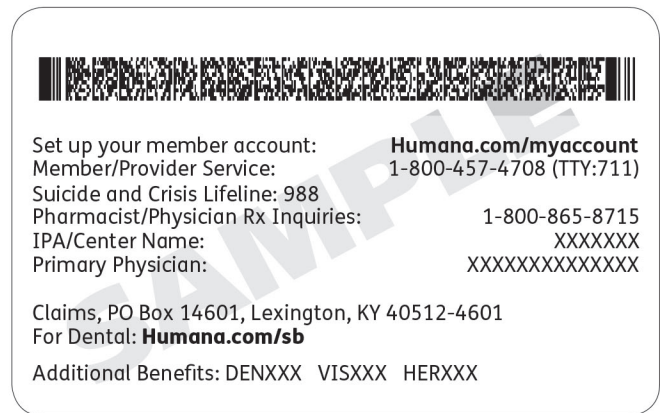 Set up your member account: Humana.com/myaccount
Member/Provider Service: 1-800-457-4708 (TTY:711)
Suicide and Crisis Lifeline: 988
Pharmacist/Physician Rx Inquiries: 1-800-865-8715
IPA/Center Name: XXXXXXX
Primary Physician: XXXXXXXXXXXXXX
Claims, PO Box 14601, Lexington, KY 40512-4601
For Dental: Humana.com/sb
Additional Benefits: DENXXX VISXXX HERXXX
SAMPLE